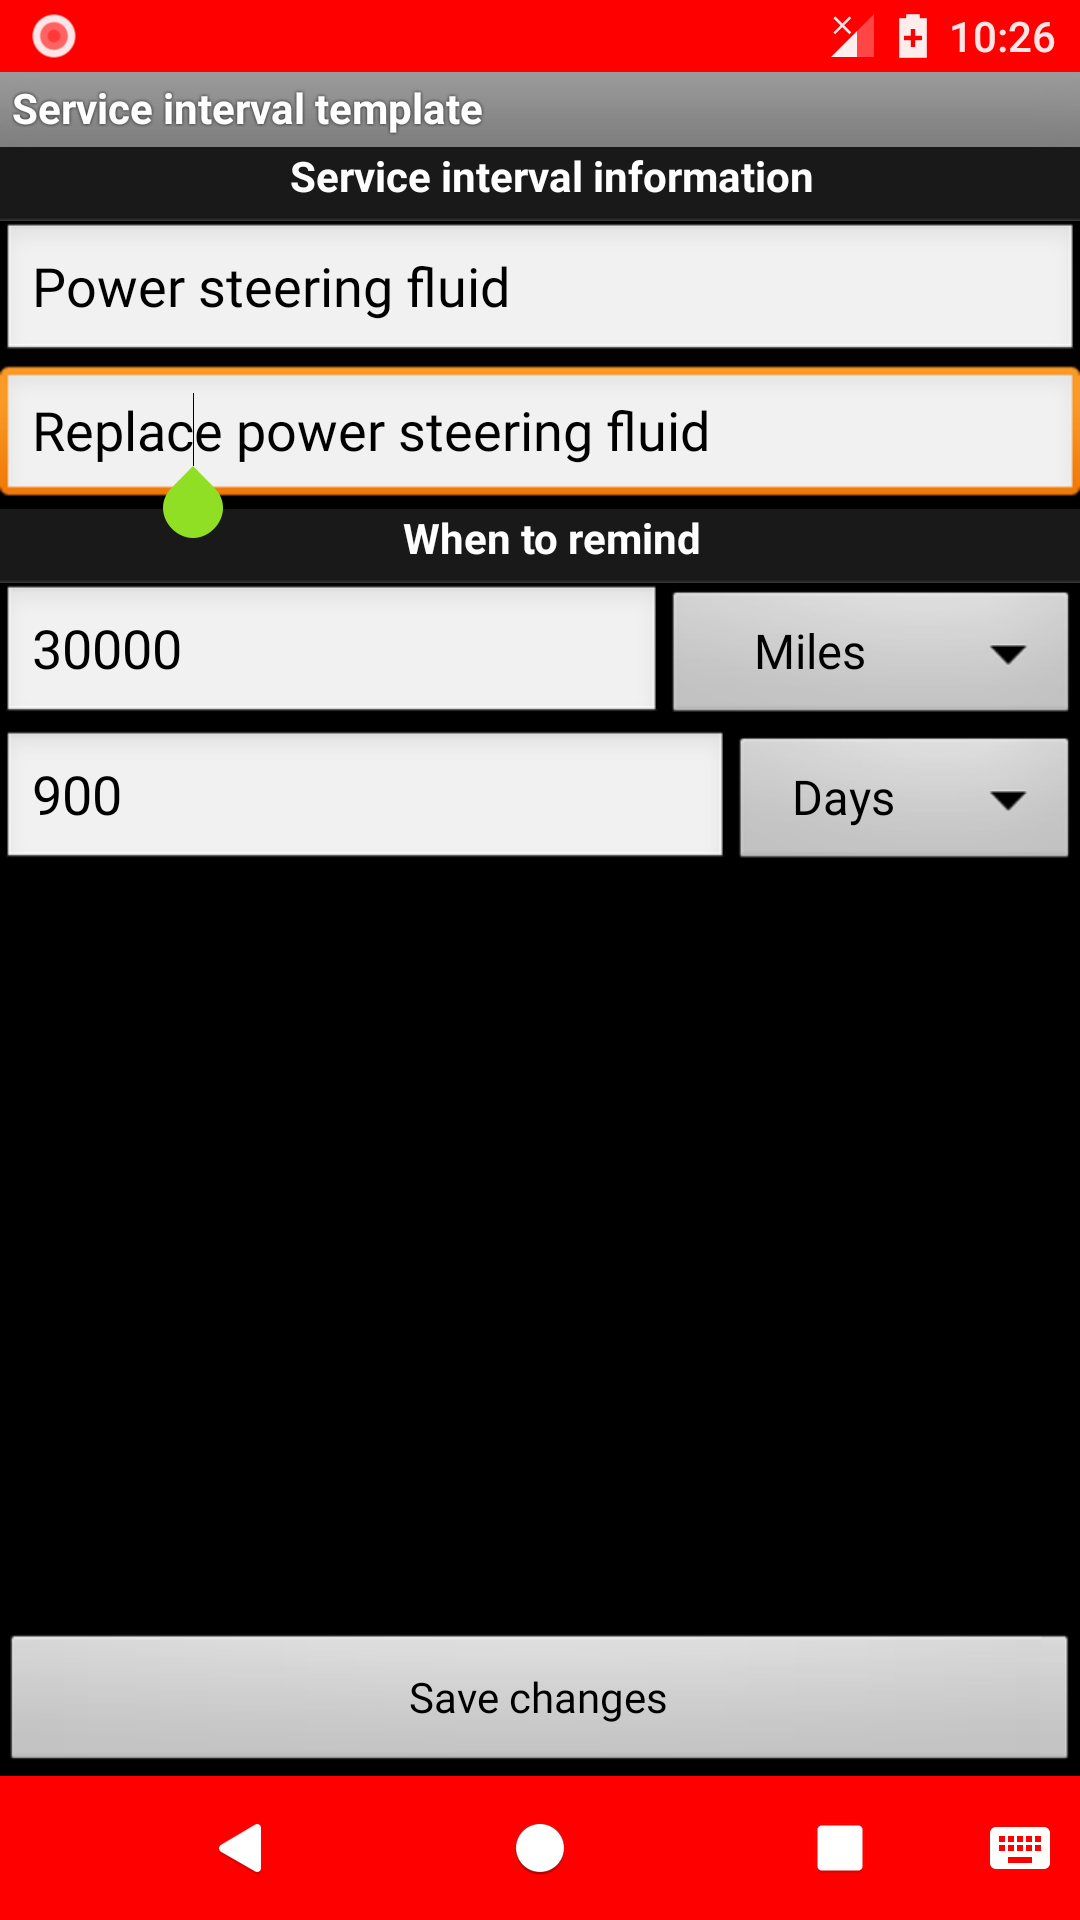 10:26
Service interval template
Service interval information
Power steering fluid
Replace power steering fluid
When to remind
30000
Miles
900
Days
Save changes